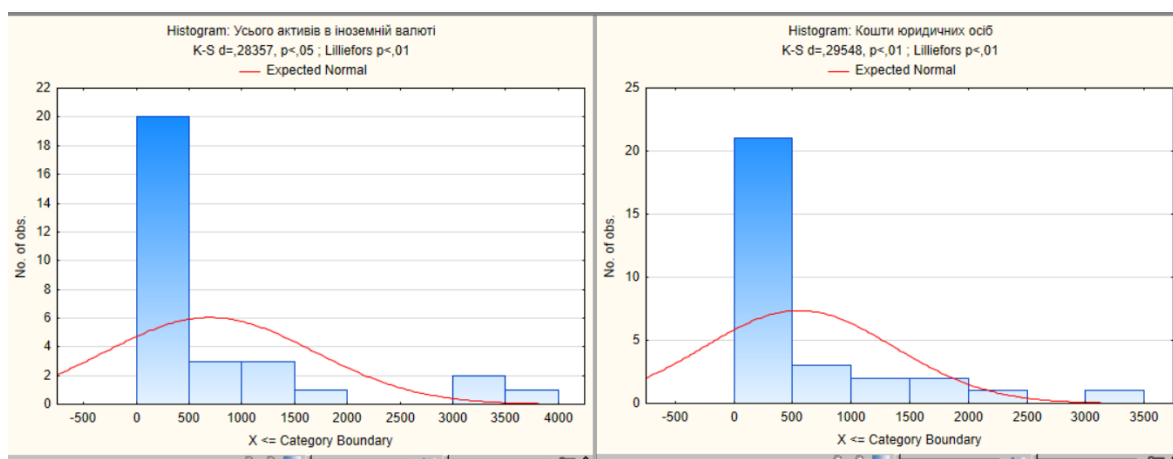 Histogram: Усього активів в іноземній валюті
K-S d=,28357, p<,05 ; Lilliefors p<,01
Expected Normal
No. of obs.
22
20
18
16
14
12
10
8
6
4
2
0
-500 0 500 1000 1500 2000 2500 3000 3500 4000
X <= Category Boundary
Histogram: Кошти юридичних осіб
K-S d=,29548, p<,01 ; Lilliefors p<,01
Expected Normal
No. of obs.
25
20
15
10
5
0
-500 0 500 1000 1500 2000 2500 3000 3500
X <= Category Boundary